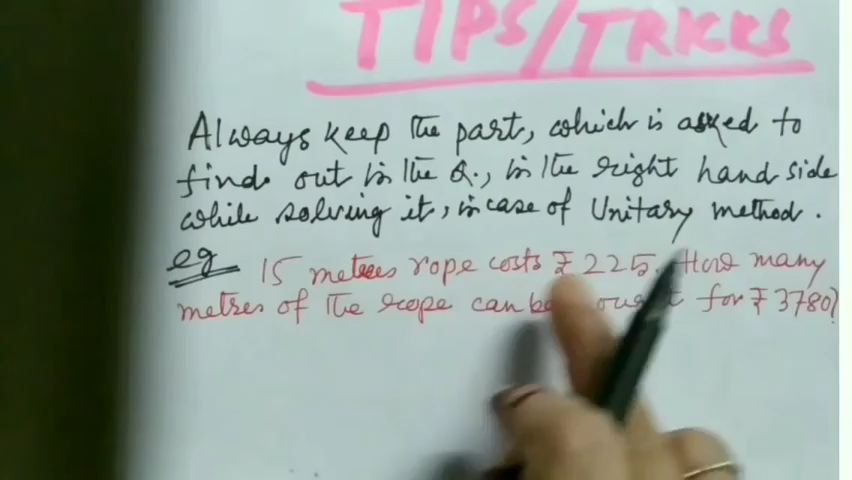 TIPS/TRICKS
Always keep the part, which is asked to
find out in the Q., in the right hand side
while solving it, in case of Unitary method.
eg 15 metres rope costs ₹225. How many
metres of the rope can be for ₹3780?